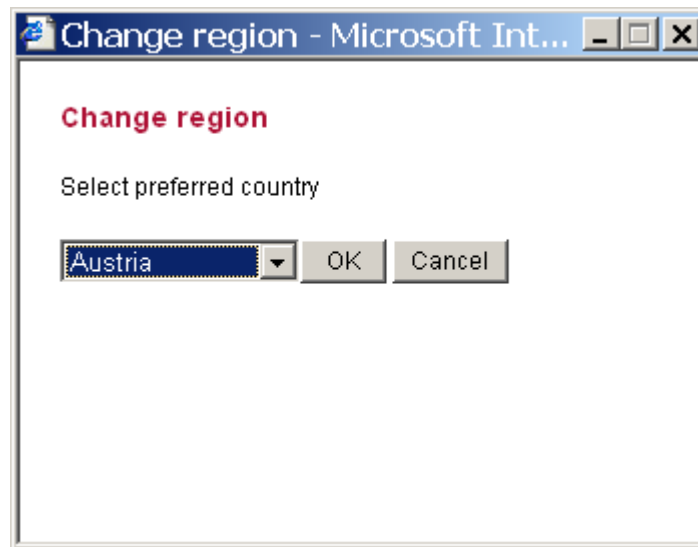 Change region - Microsoft Int...
Change region
Select preferred country
Austria OK Cancel